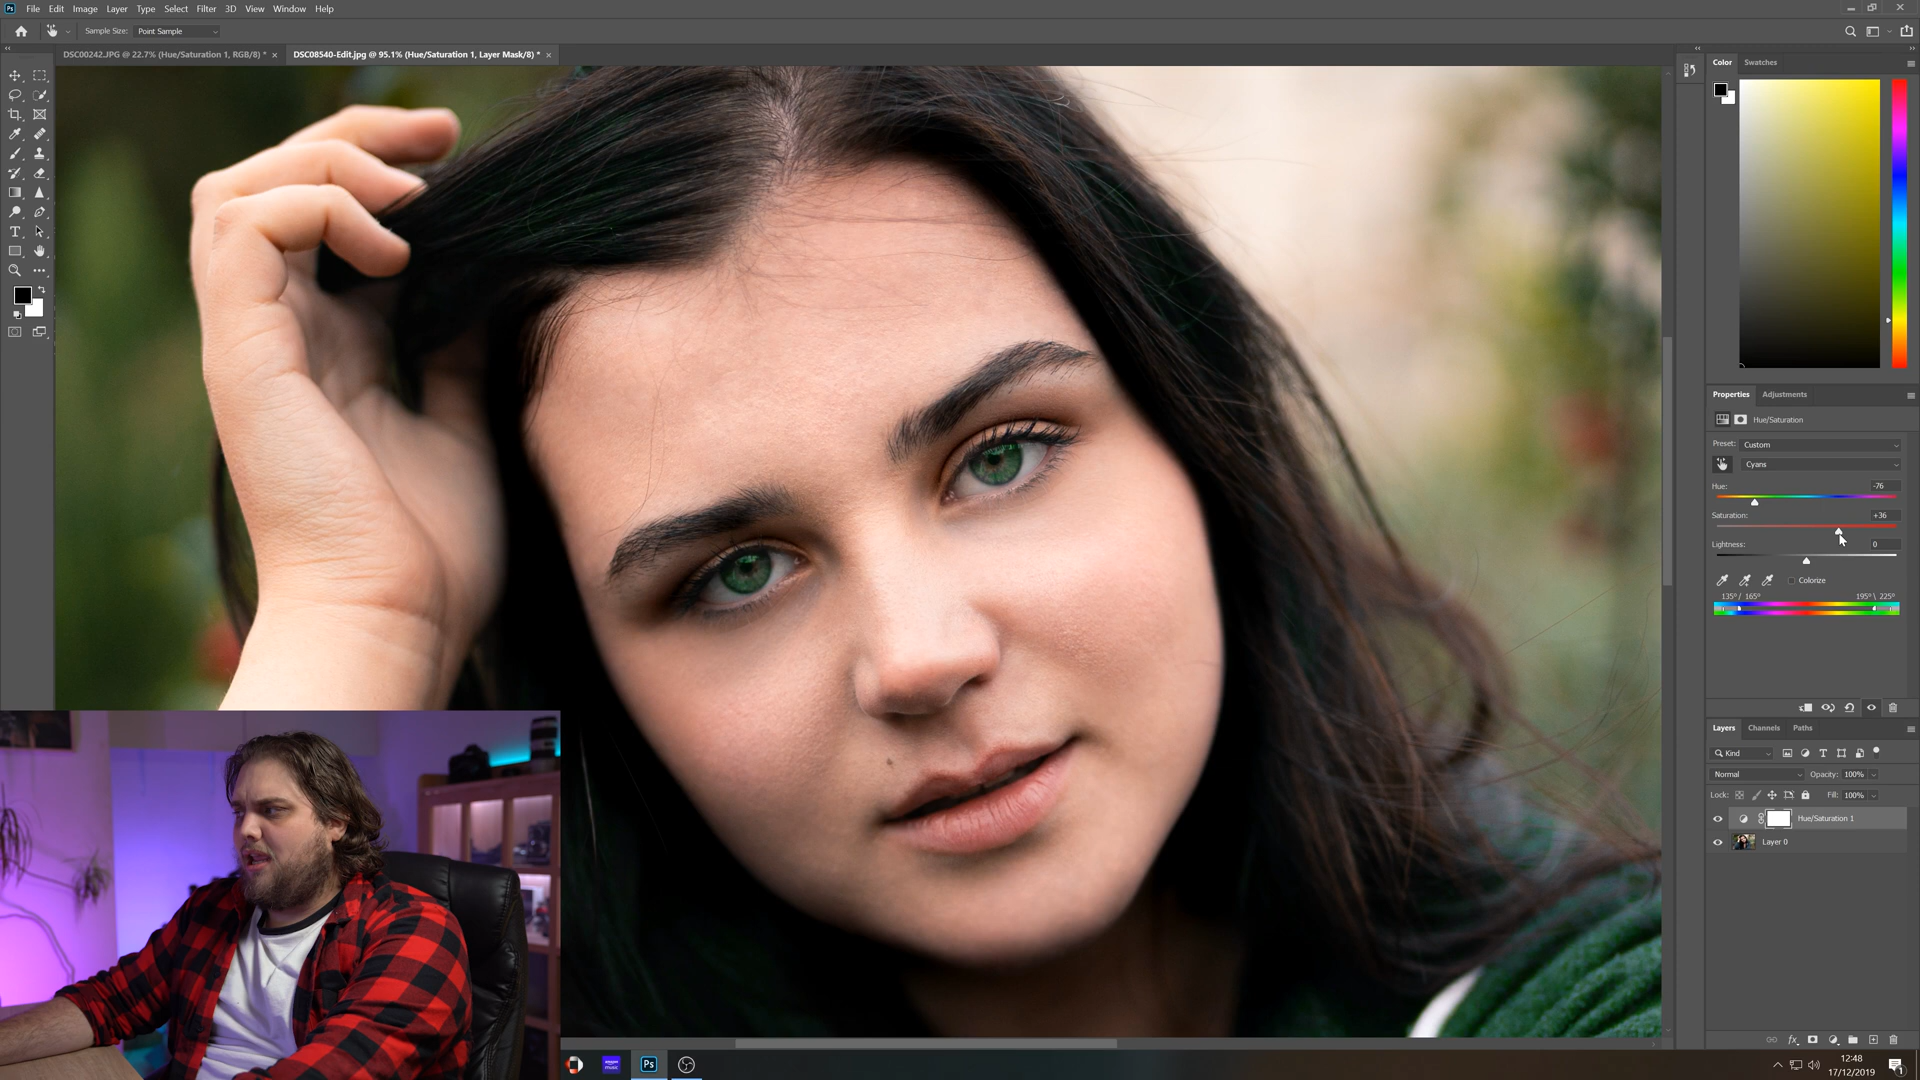 File Edit Image Layer Type Select Filter 3D View Window Help
Sample Size: Point Sample
DSC00242.JPG @ 22.7% (Hue/Saturation 1, RGB/8) *
DSC08540-Edit.jpg @ 95.1% (Hue/Saturation 1, Layer Mask/8) *
Color Swatches
Properties Adjustments
Hue/Saturation
Preset: Custom
Cyans
Hue: -76
Saturation: +36
Lightness: 0
Colorize
135°/ 165° 195°\ 225°
Layers Channels Paths
Kind
Normal Opacity: 100%
Lock: Fill: 100%
Hue/Saturation 1
Layer 0
fx
Ps
12:48
17/12/2019